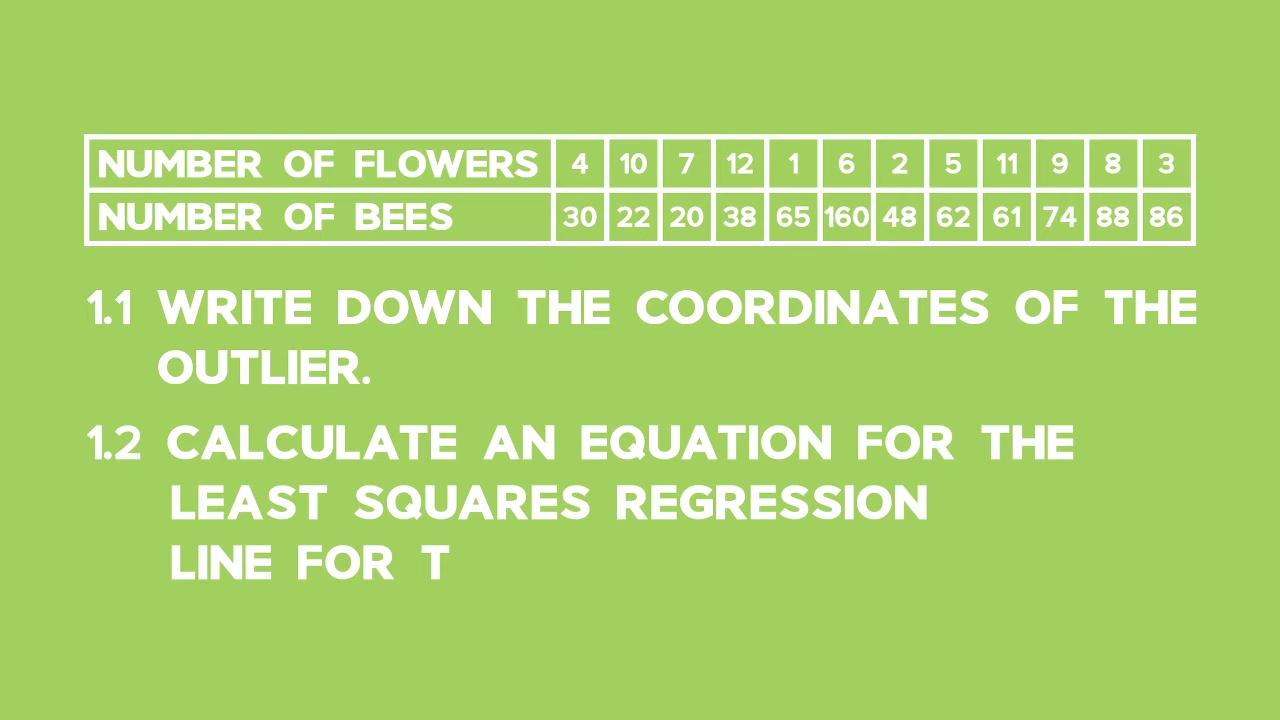 NUMBER OF FLOWERS 4 10 7 12 1 6 2 5 11 9 8 3
NUMBER OF BEES 30 22 20 38 65 160 48 62 61 74 88 86
1.1 WRITE DOWN THE COORDINATES OF THE
OUTLIER.
1.2 CALCULATE AN EQUATION FOR THE
LEAST SQUARES REGRESSION
LINE FOR T